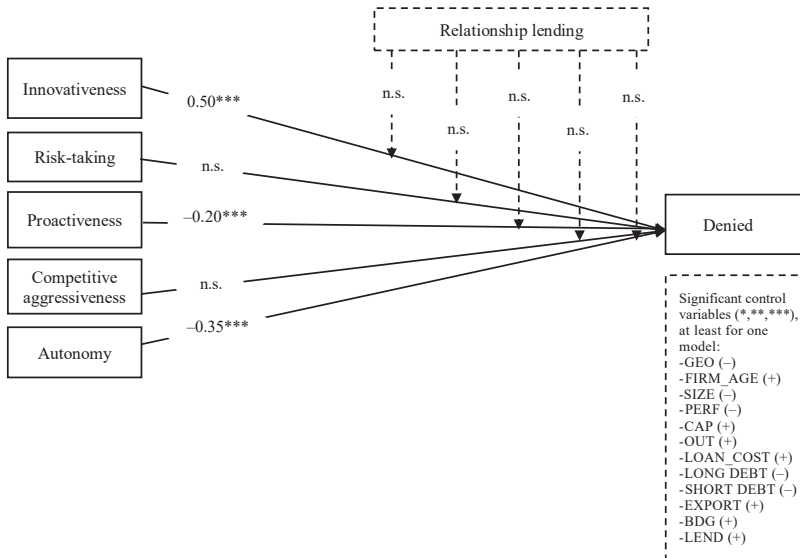 Relationship lending
Innovativeness
0.50***
n.s.
n.s.
n.s.
n.s.
n.s.
Risk-taking
n.s.
Proactiveness
–0.20***
Denied
Competitive
aggressiveness
n.s.
Autonomy
–0.35***
Significant control
variables (*,**,***),
at least for one
model:
-GEO (–)
-FIRM_AGE (+)
-SIZE (–)
-PERF (–)
-CAP (+)
-OUT (+)
-LOAN_COST (+)
-LONG DEBT (–)
-SHORT DEBT (–)
-EXPORT (+)
-BDG (+)
-LEND (+)